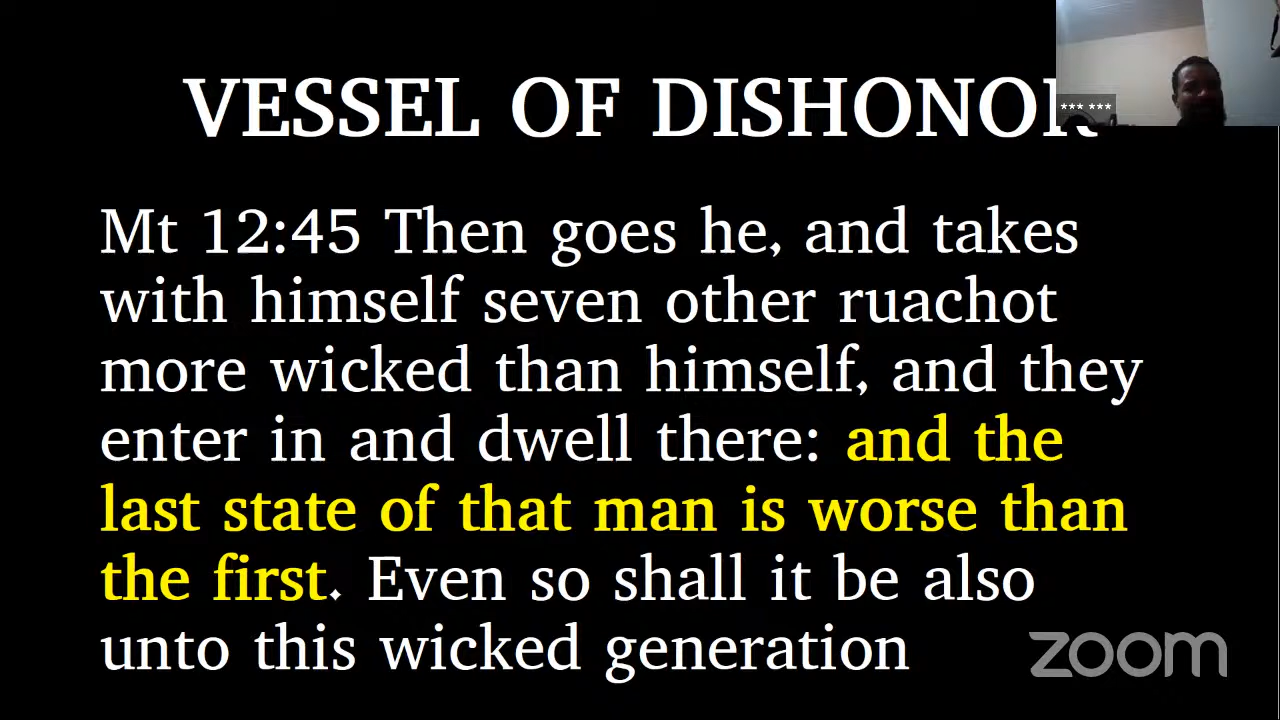 VESSEL OF DISHONOR
*** ***
Mt 12:45 Then goes he, and takes
with himself seven other ruachot
more wicked than himself, and they
enter in and dwell there: and the
last state of that man is worse than
the first. Even so shall it be also
unto this wicked generation
zoom